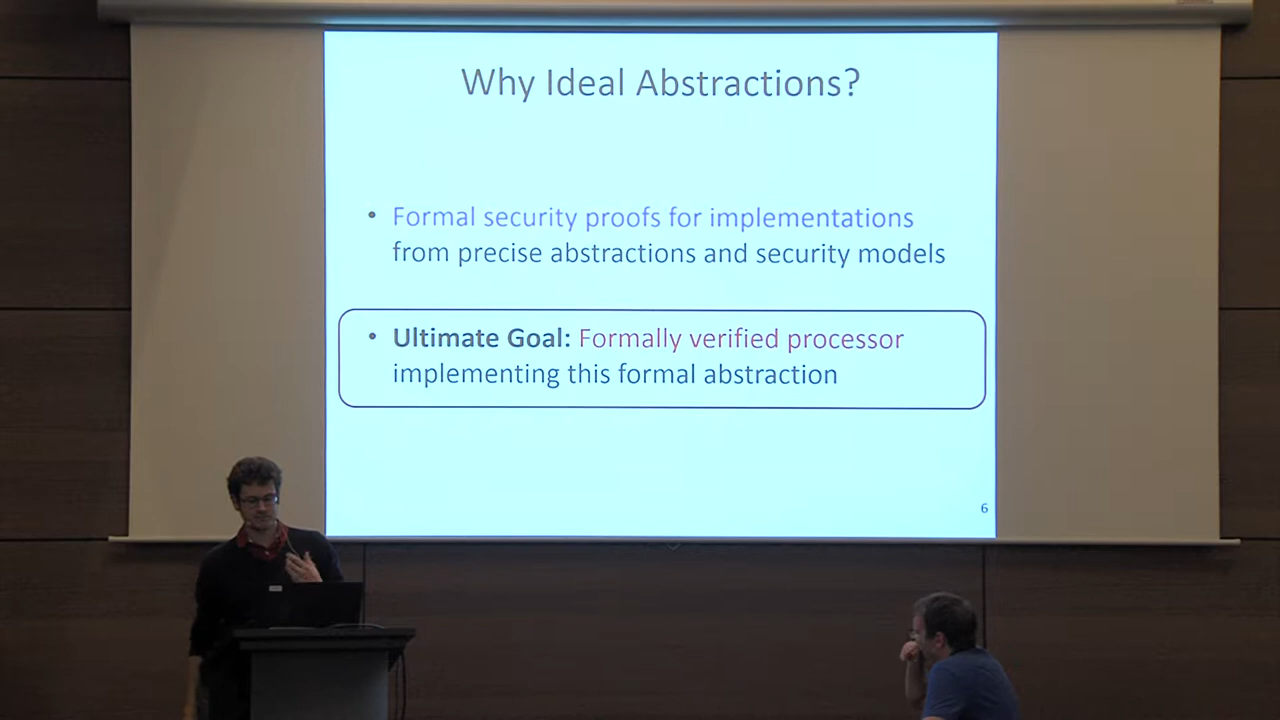 Why Ideal Abstractions?
• Formal security proofs for implementations
from precise abstractions and security models
• Ultimate Goal: Formally verified processor
implementing this formal abstraction
6